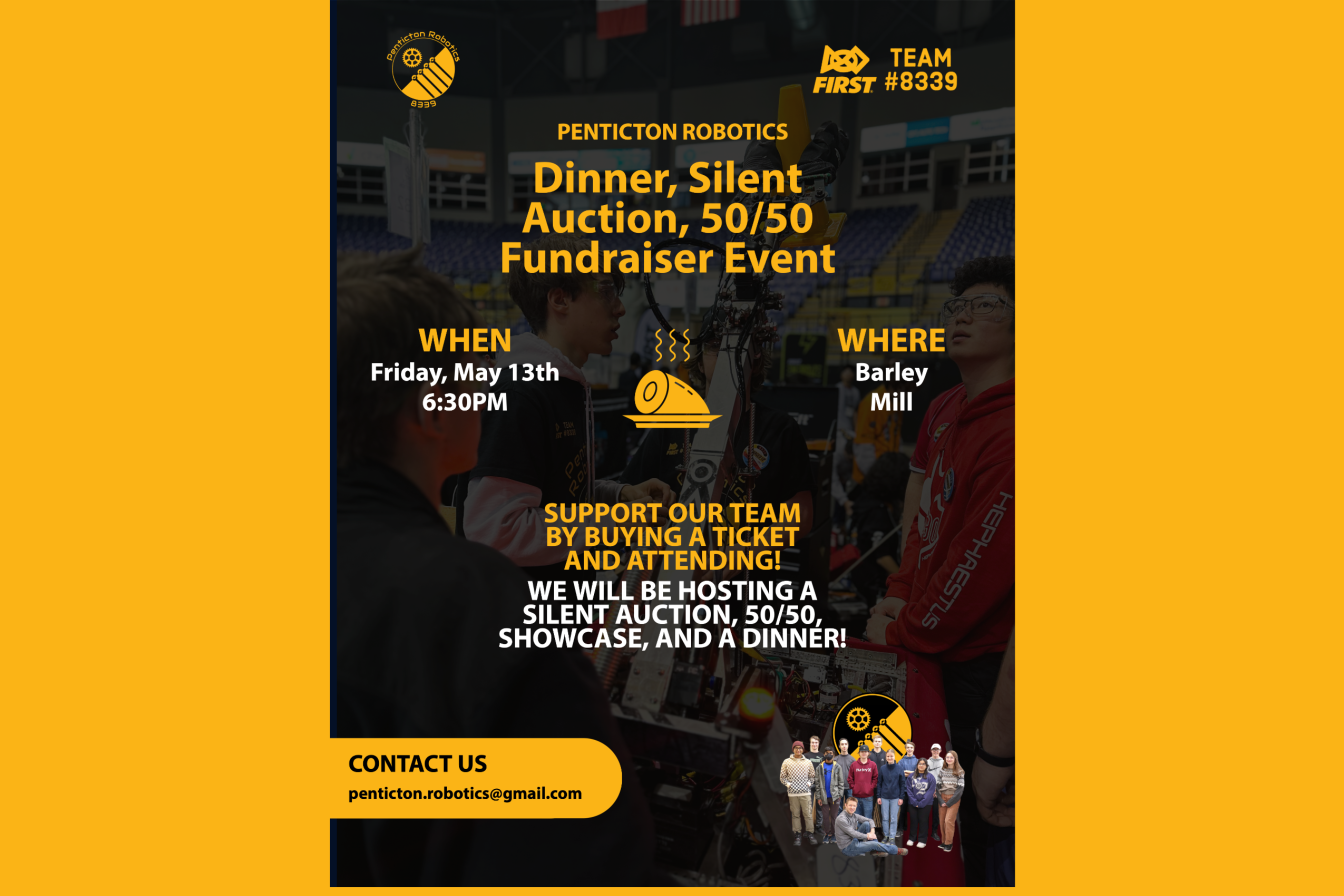 Penticton Robotics
8339
FIRST
TEAM
#8339
PENTICTON ROBOTICS
Dinner, Silent
Auction, 50/50
Fundraiser Event
WHEN
Friday, May 13th
6:30PM
WHERE
Barley
Mill
HEPHAESTUS
SUPPORT OUR TEAM
BY BUYING A TICKET
AND ATTENDING!
WE WILL BE HOSTING A
SILENT AUCTION, 50/50,
SHOWCASE, AND A DINNER!
CONTACT US
penticton.robotics@gmail.com